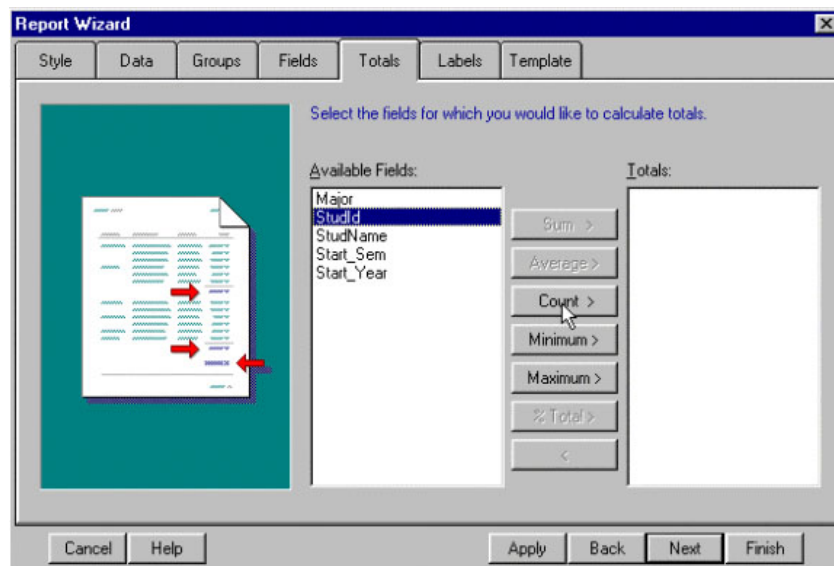 Report Wizard
Style Data Groups Fields Totals Labels Template
Select the fields for which you would like to calculate totals.
Available Fields:
Major
StudId
StudName
Start_Sem
Start_Year
Sum >
Average >
Count >
Minimum >
Maximum >
% Total >
<
Totals:
Cancel Help Apply Back Next Finish